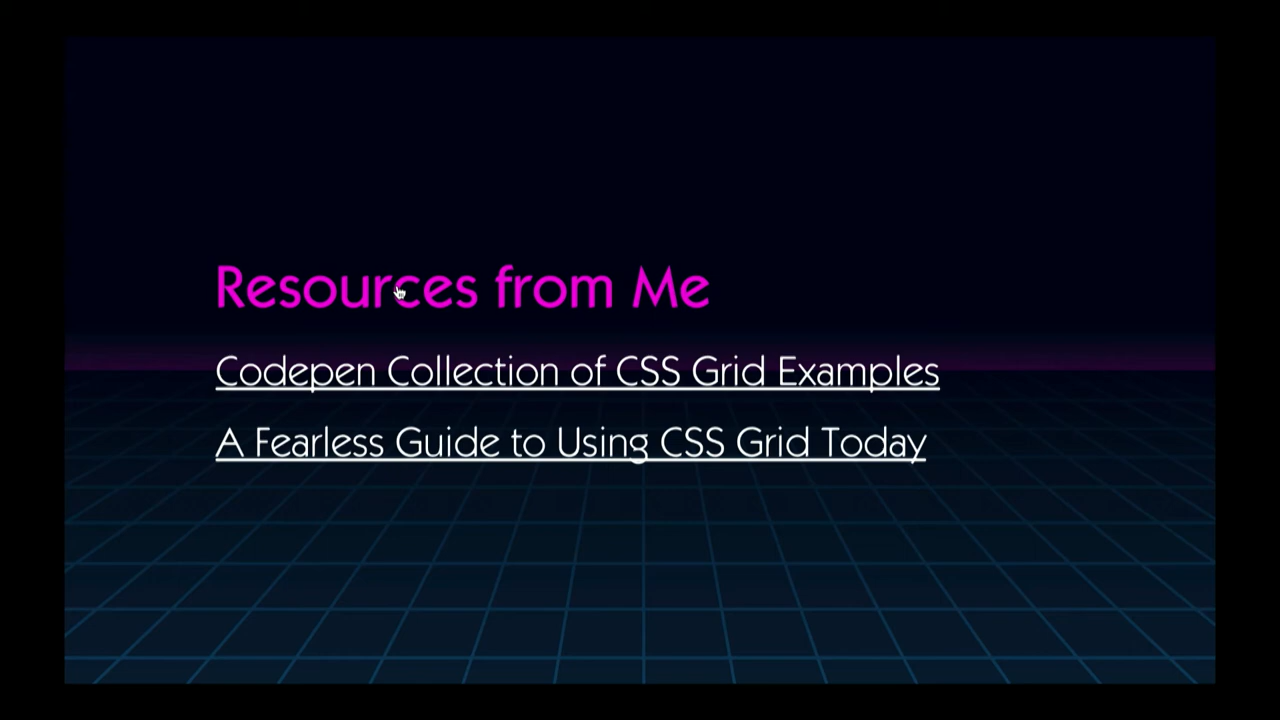 Resources from Me
Codepen Collection of CSS Grid Examples
A Fearless Guide to Using CSS Grid Today